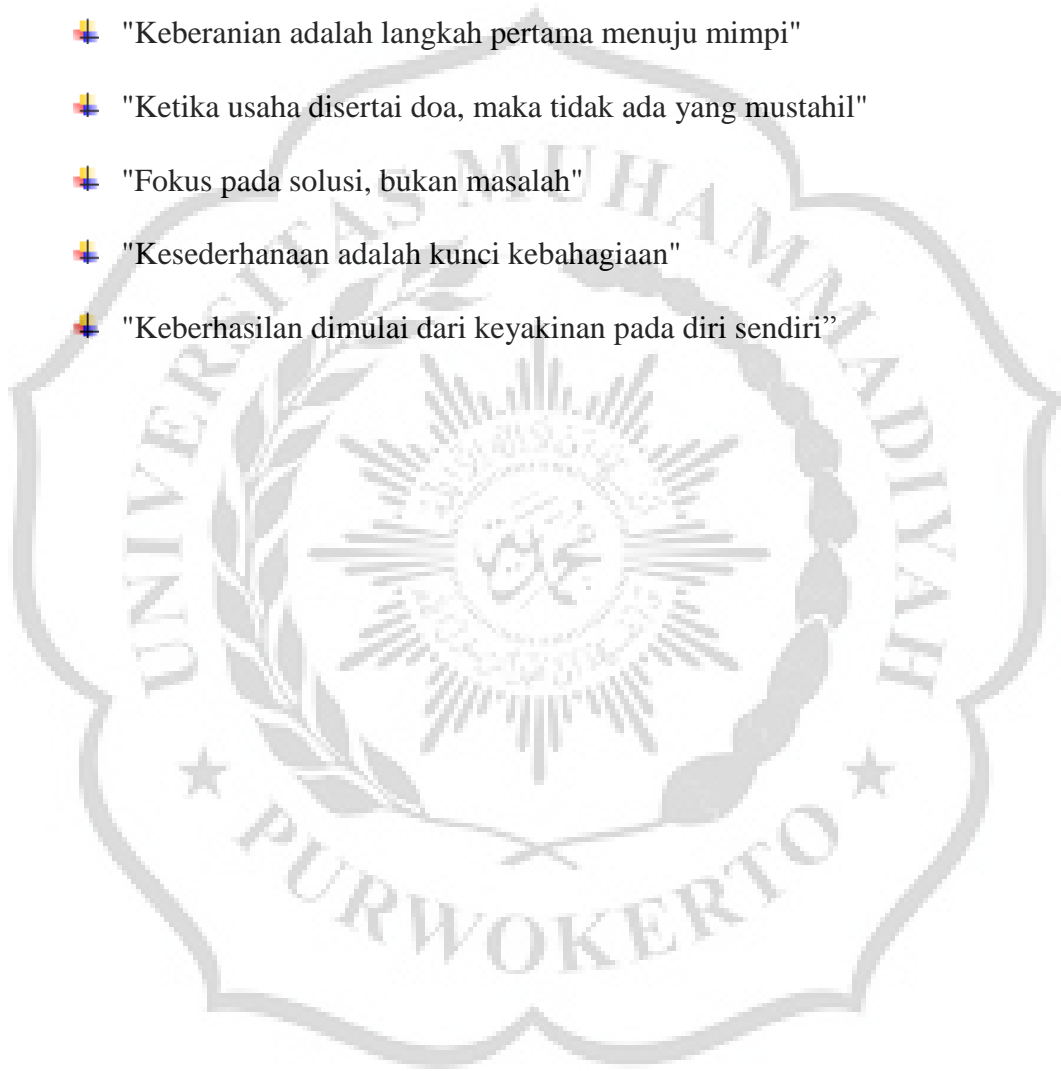 "Keberanian adalah langkah pertama menuju mimpi"
"Ketika usaha disertai doa, maka tidak ada yang mustahil"
"Fokus pada solusi, bukan masalah"
"Kesederhanaan adalah kunci kebahagiaan"
"Keberhasilan dimulai dari keyakinan pada diri sendiri”
UNIVERSITAS MUHAMMADIYAH
PURWOKERTO